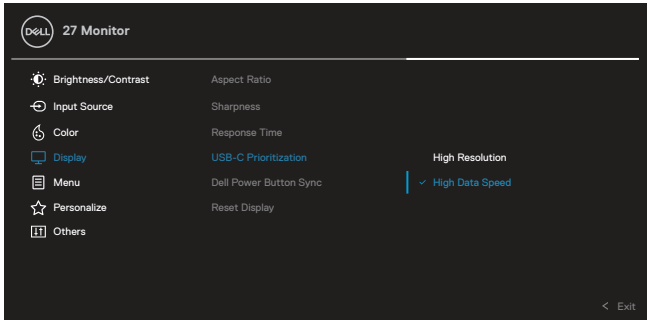 DELL 27 Monitor
Brightness/Contrast Aspect Ratio
Input Source Sharpness
Color Response Time
Display USB-C Prioritization High Resolution
Menu Dell Power Button Sync ✓ High Data Speed
Personalize Reset Display
Others
< Exit